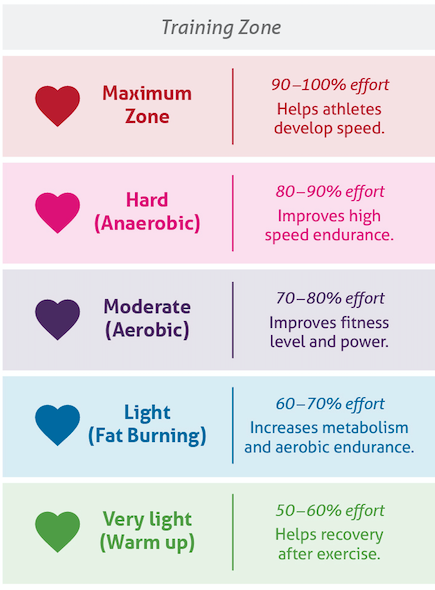 Training Zone
Maximum
Zone
90–100% effort
Helps athletes
develop speed.
Hard
(Anaerobic)
80–90% effort
Improves high
speed endurance.
Moderate
(Aerobic)
70–80% effort
Improves fitness
level and power.
Light
(Fat Burning)
60–70% effort
Increases metabolism
and aerobic endurance.
Very light
(Warm up)
50–60% effort
Helps recovery
after exercise.